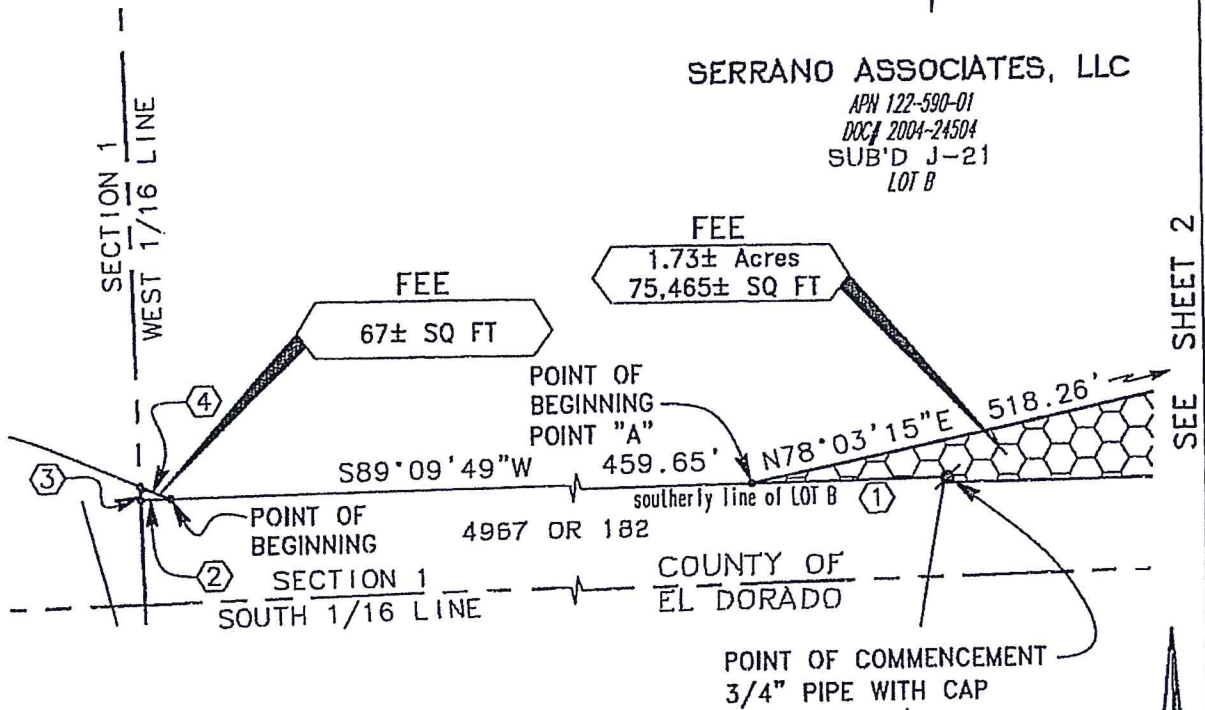 SERRANO ASSOCIATES, LLC
APN 122-590-01
DOC# 2004-24504
SUB'D J-21
LOT B
SECTION 1
WEST 1/16 LINE
FEE
1.73± Acres
75,465± SQ FT
FEE
67± SQ FT
SEE SHEET 2
POINT OF
BEGINNING
POINT "A"
4
3
S89°09'49"W 459.65'
N78°03'15"E 518.26'
southerly line of LOT B
1
POINT OF
BEGINNING
4967 OR 182
2
SECTION 1
SOUTH 1/16 LINE
COUNTY OF
EL DORADO
POINT OF COMMENCEMENT
3/4" PIPE WITH CAP